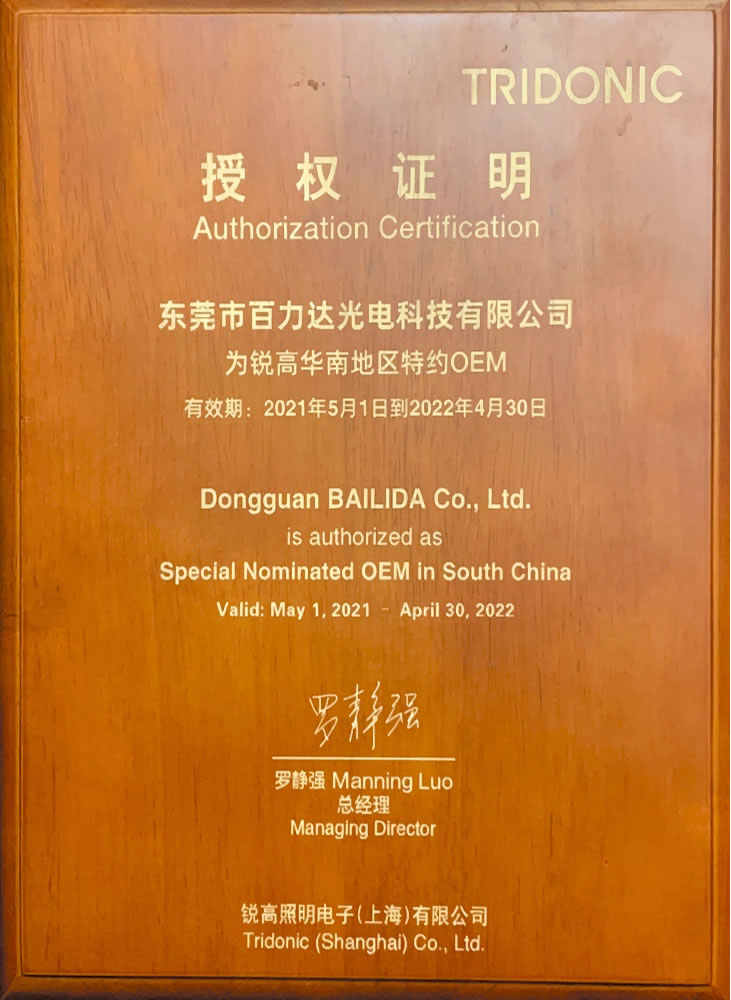 TRIDONIC
授权证明
Authorization Certification
东莞市百力达光电科技有限公司
为锐高华南地区特约OEM
有效期：2021年5月1日到2022年4月30日
Dongguan BAILIDA Co., Ltd.
is authorized as
Special Nominated OEM in South China
Valid: May 1, 2021 - April 30, 2022
罗静强
罗静强 Manning Luo
总经理
Managing Director
锐高照明电子(上海)有限公司
Tridonic (Shanghai) Co., Ltd.